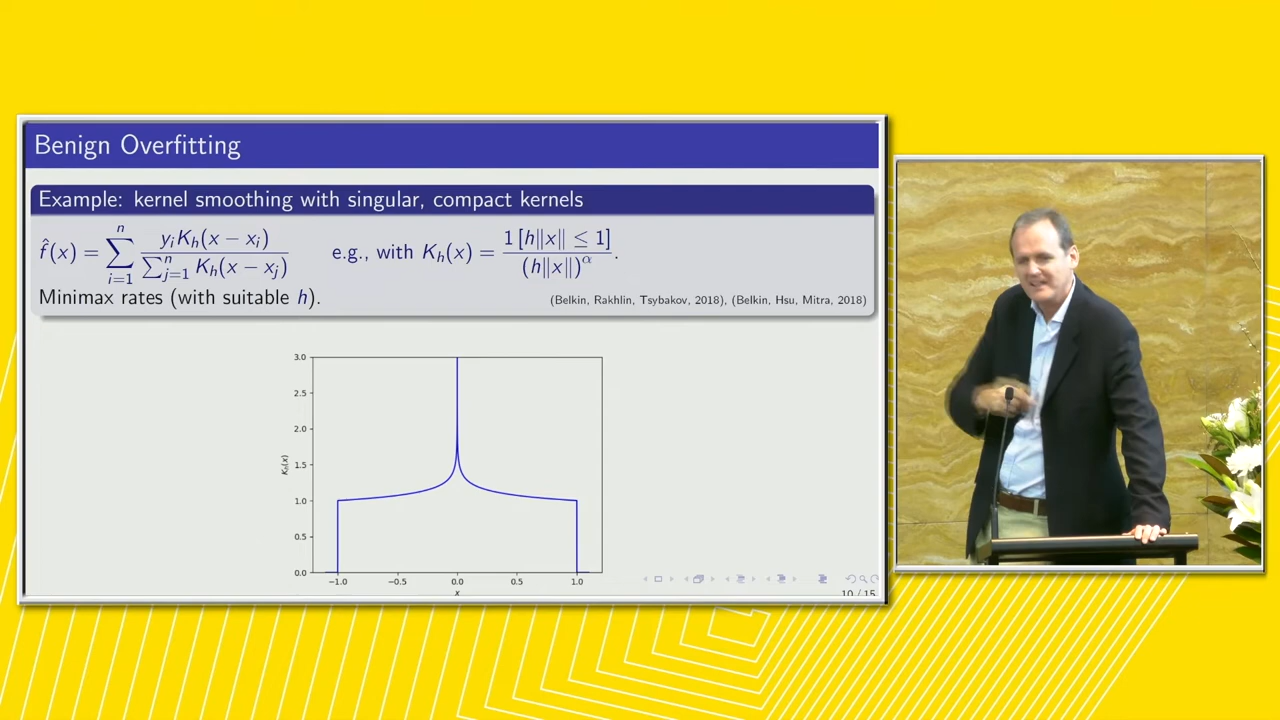 Benign Overfitting
Example: kernel smoothing with singular, compact kernels
f̂(x) = ∑_{i=1}^{n} y_i K_h(x − x_i) / ∑_{j=1}^{n} K_h(x − x_j) e.g., with K_h(x) = 1 [h‖x‖ ≤ 1] / (h‖x‖)^α .
Minimax rates (with suitable h). (Belkin, Rakhlin, Tsybakov, 2018), (Belkin, Hsu, Mitra, 2018)
3.0
2.5
2.0
1.5
1.0
0.5
0.0
K_h(x)
−1.0 −0.5 0.0 0.5 1.0
x
10 / 15